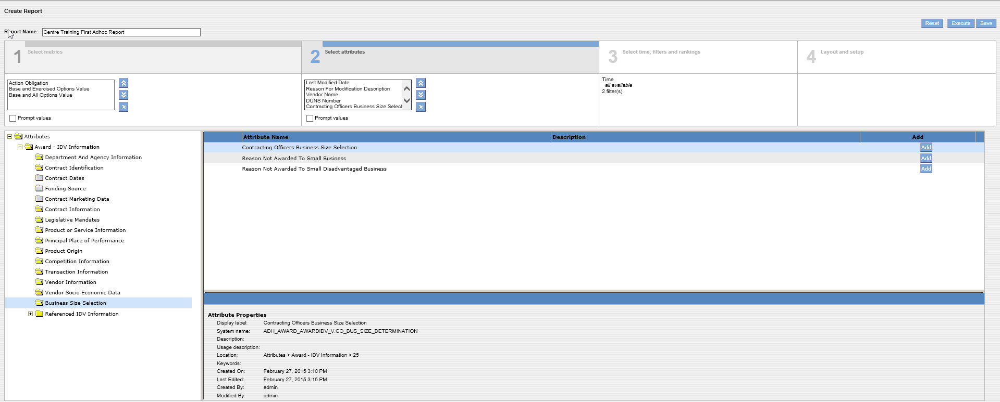 Create Report
Reset Execute Save
Report Name: Centre Training First Adhoc Report
1 Select metrics
2 Select attributes
3 Select time, filters and rankings
4 Layout and setup
Action Obligation
Base and Exercised Options Value
Base and All Options Value
Prompt values
Last Modified Date
Reason For Modification Description
Vendor Name
DUNS Number
Contracting Officers Business Size Select
Prompt values
Time
all available
2 filter(s)
Attributes
Award - IDV Information
Department And Agency Information
Contract Identification
Contract Dates
Funding Source
Contract Marketing Data
Contract Information
Legislative Mandates
Product or Service Information
Principal Place of Performance
Product Origin
Competition Information
Transaction Information
Vendor Information
Vendor Socio Economic Data
Business Size Selection
Referenced IDV Information
Attribute Name Description Add
Contracting Officers Business Size Selection Add
Reason Not Awarded To Small Business Add
Reason Not Awarded To Small Disadvantaged Business Add
Attribute Properties
Display label: Contracting Officers Business Size Selection
System name: ADH_AWARD_AWARDIDV_V.CO_BUS_SIZE_DETERMINATION
Description:
Usage description:
Location: Attributes > Award - IDV Information > 25
Keywords:
Created On: February 27, 2015 3:10 PM
Last Edited: February 27, 2015 3:15 PM
Created By: admin
Modified By: admin